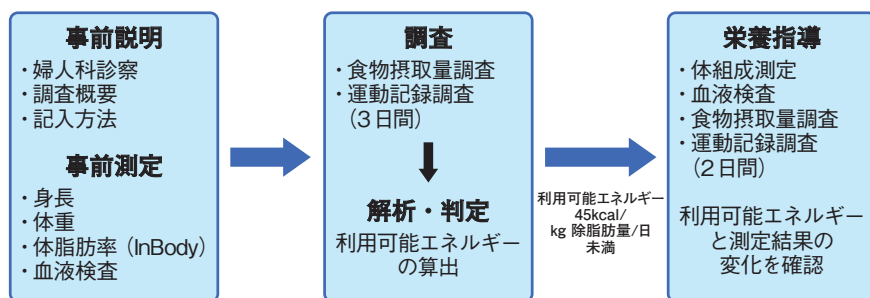 事前説明
・婦人科診察
・調査概要
・記入方法
事前測定
・身長
・体重
・体脂肪率（InBody）
・血液検査
調査
・食物摂取量調査
・運動記録調査
（3日間）
解析・判定
利用可能エネルギー
の算出
利用可能エネルギー
45kcal/
kg 除脂肪量/日
未満
栄養指導
・体組成測定
・血液検査
・食物摂取量調査
・運動記録調査
（2日間）
利用可能エネルギー
と測定結果の
変化を確認